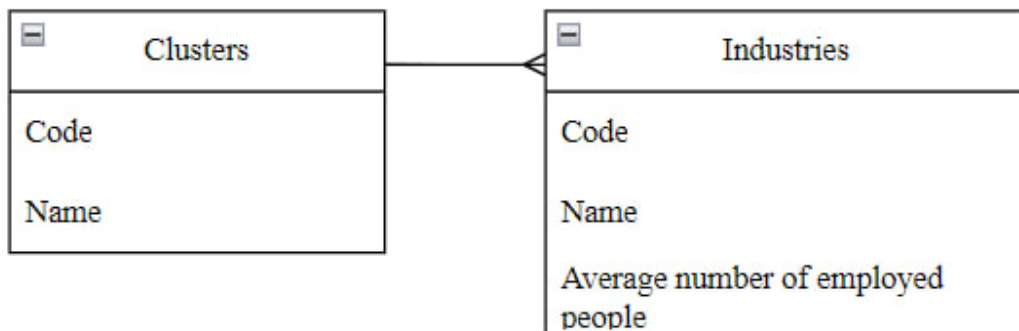 Clusters
Code
Name
Industries
Code
Name
Average number of employed
people